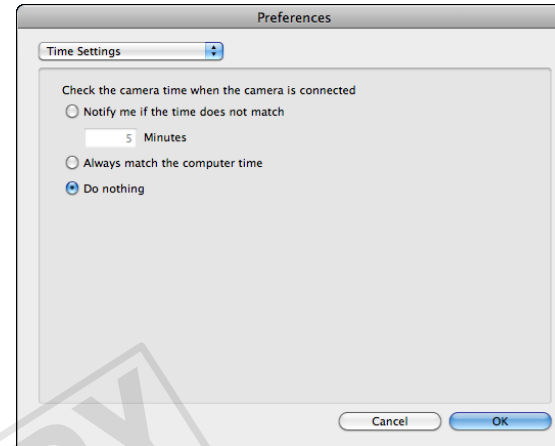 Preferences
Time Settings
Check the camera time when the camera is connected
Notify me if the time does not match
5 Minutes
Always match the computer time
Do nothing
Cancel OK